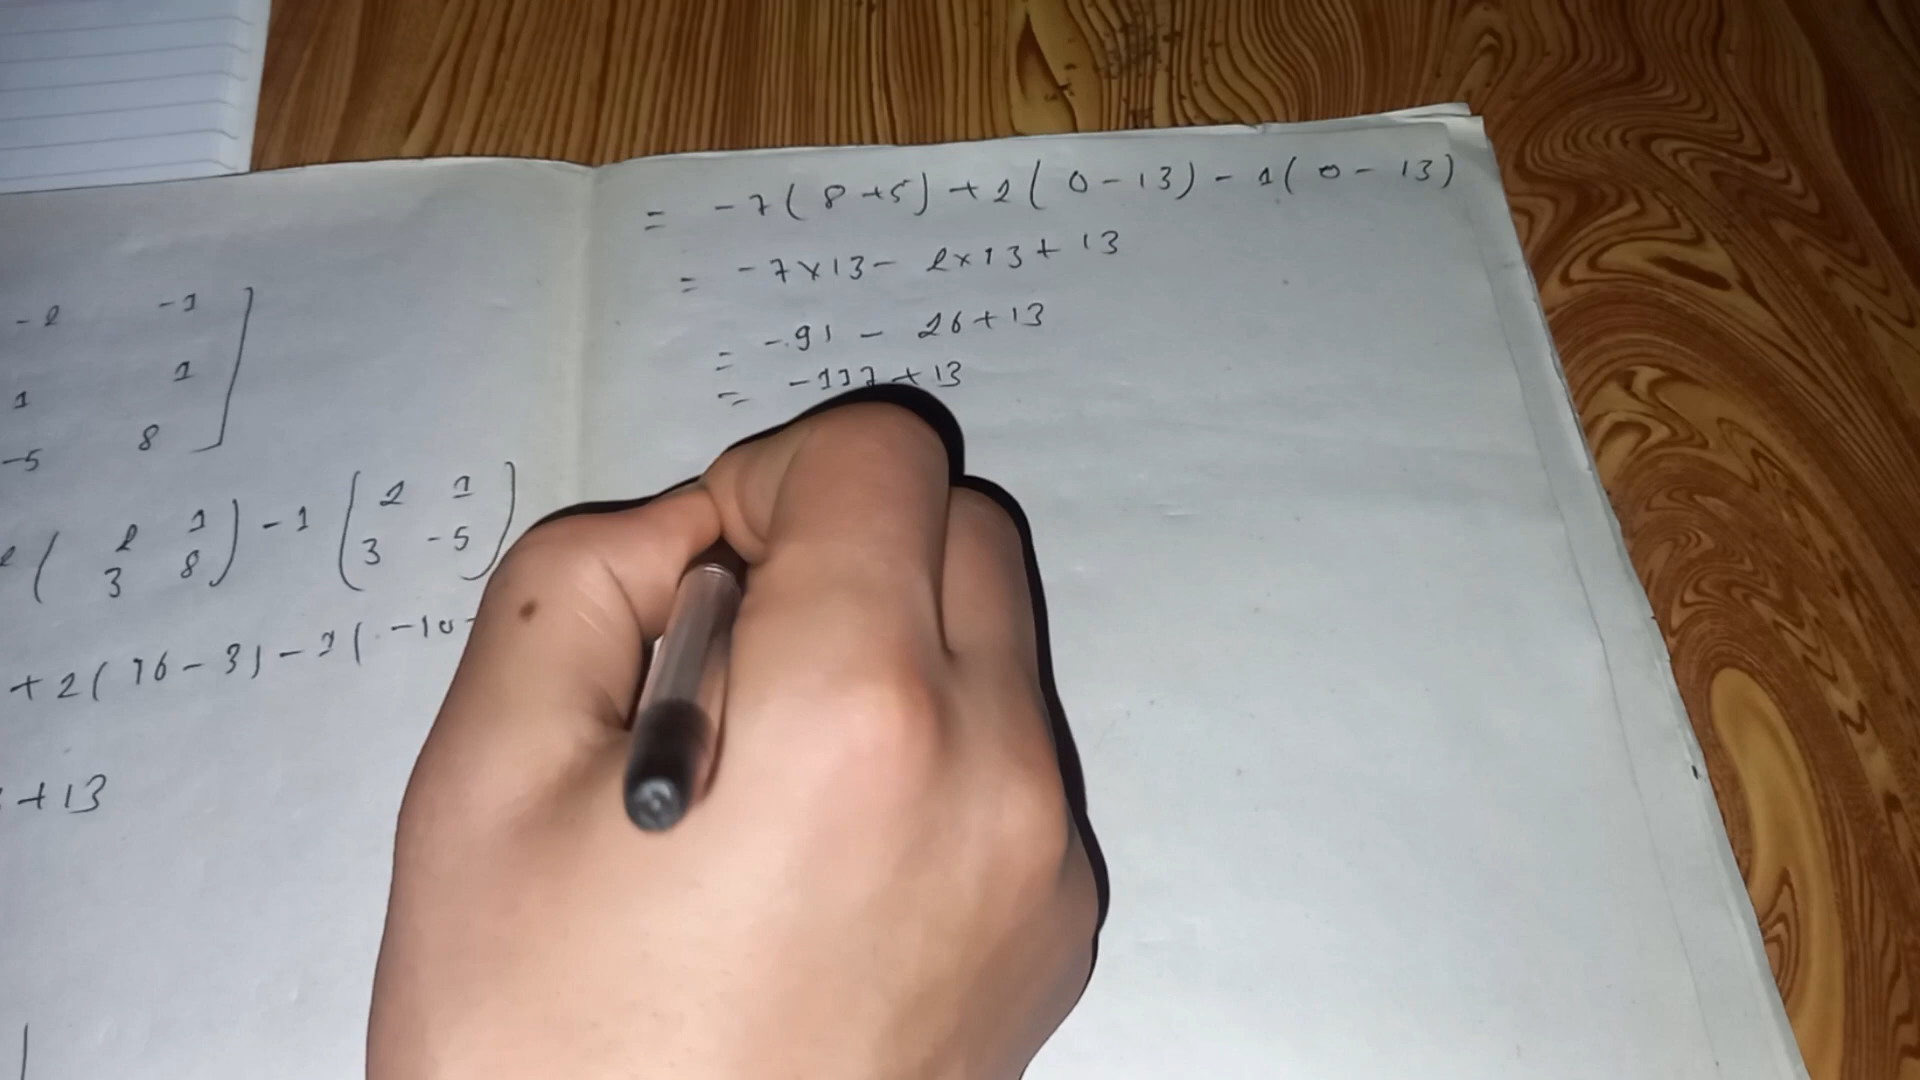 -2 -1
1 1
-5 8
( 2 1 ) - 1 ( 2 1
3 8 3 -5 )
+ 2 ( 16 - 3 ) - 1 ( -10 -
+ 13
= -7 ( 8 + 5 ) + 2 ( 0 - 13 ) - 1 ( 0 - 13 )
= -7 x 13 - 2 x 13 + 13
= -91 - 26 + 13
= -117 + 13